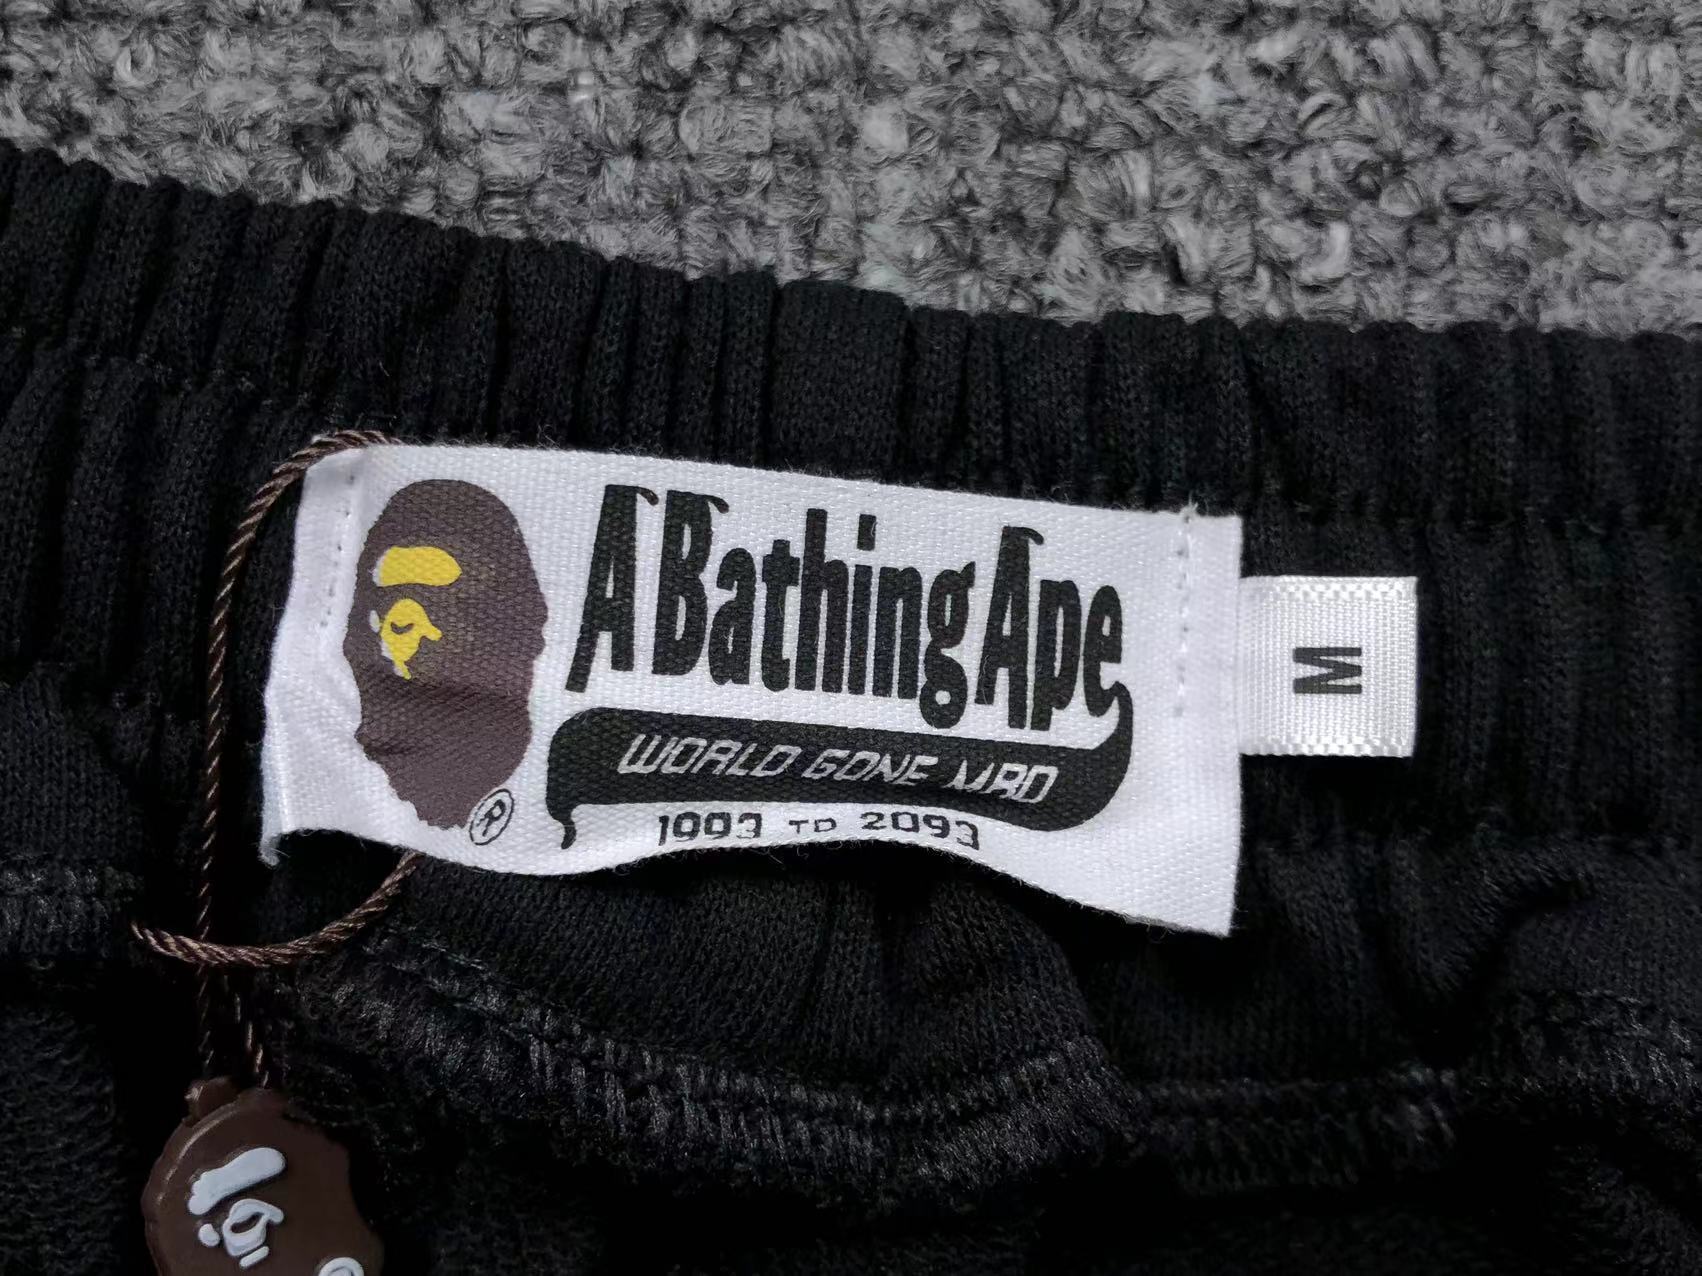 A Bathing Ape
WORLD GONE MAD
1993 TO 2093
®
M